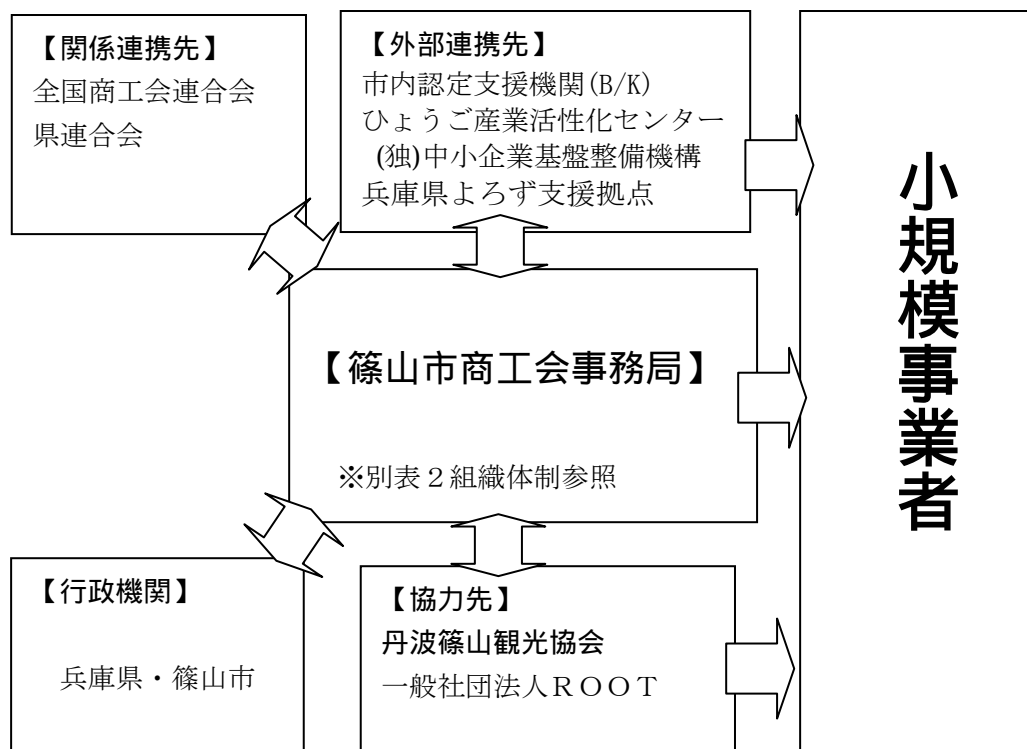 【関係連携先】
全国商工会連合会
県連合会
【外部連携先】
市内認定支援機関(B/K)
ひょうご産業活性化センター
(独)中小企業基盤整備機構
兵庫県よろず支援拠点
【篠山市商工会事務局】
※別表２組織体制参照
【行政機関】
兵庫県・篠山市
【協力先】
丹波篠山観光協会
一般社団法人ＲＯＯＴ
小規模事業者